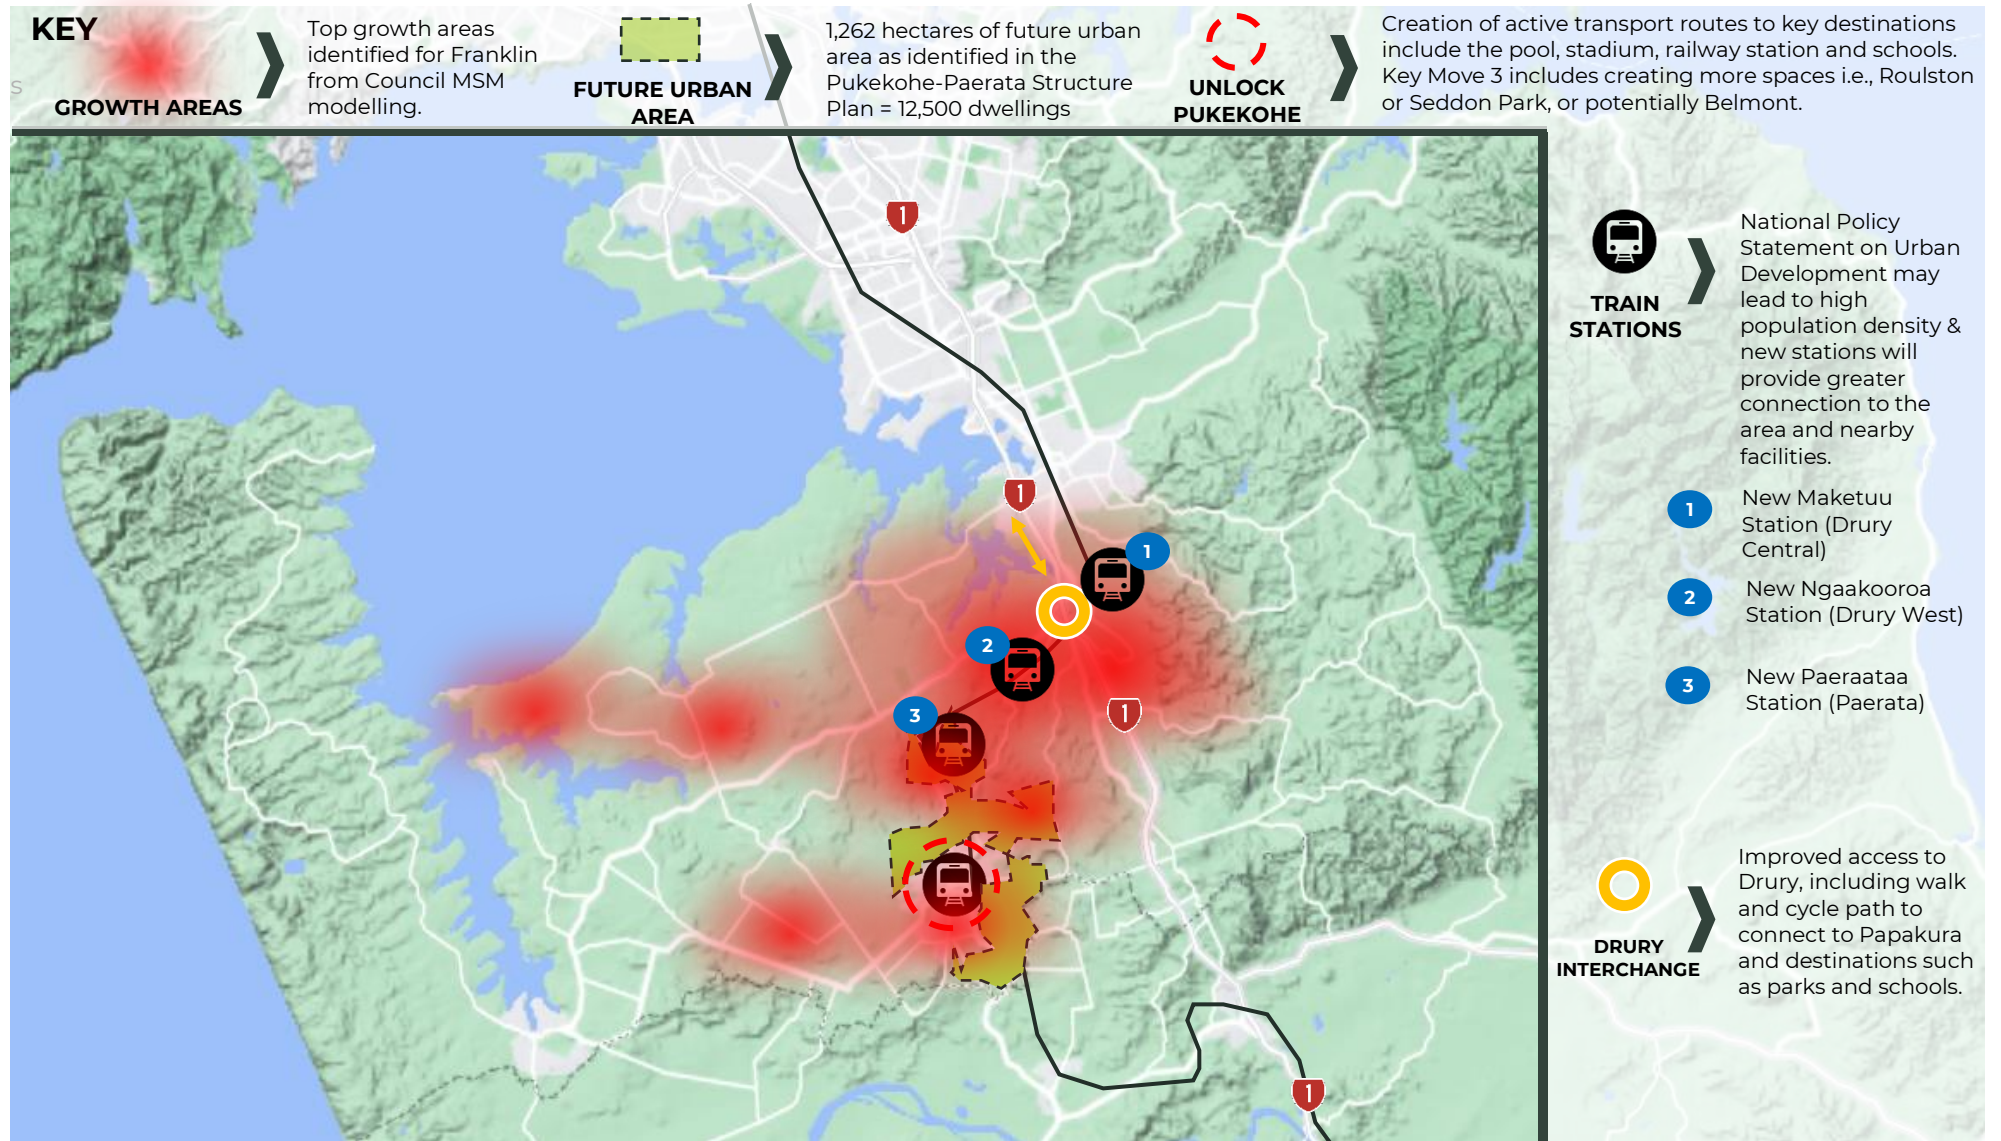 KEY
GROWTH AREAS
Top growth areas
identified for Franklin
from Council MSM
modelling.
FUTURE URBAN
AREA
1,262 hectares of future urban
area as identified in the
Pukekohe-Paerata Structure
Plan = 12,500 dwellings
UNLOCK
PUKEKOHE
Creation of active transport routes to key destinations
include the pool, stadium, railway station and schools.
Key Move 3 includes creating more spaces i.e., Roulston
or Seddon Park, or potentially Belmont.
s
1
1
1
2
3
1
1
TRAIN
STATIONS
National Policy
Statement on Urban
Development may
lead to high
population density &
new stations will
provide greater
connection to the
area and nearby
facilities.
1
New Maketuu
Station (Drury
Central)
2
New Ngaakooroa
Station (Drury West)
3
New Paeraataa
Station (Paerata)
DRURY
INTERCHANGE
Improved access to
Drury, including walk
and cycle path to
connect to Papakura
and destinations such
as parks and schools.